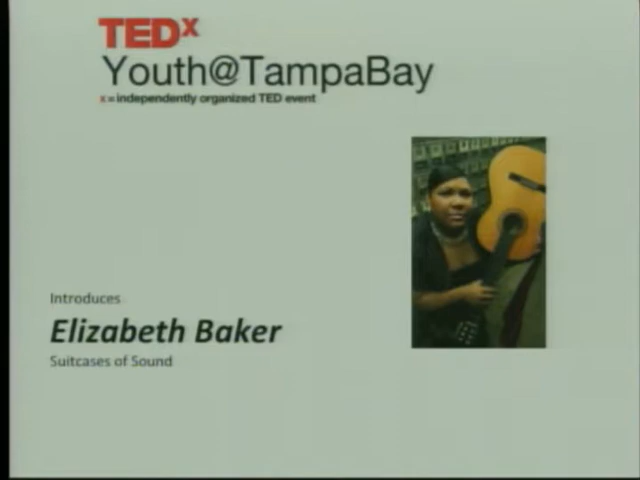 TEDx
Youth@TampaBay
x = independently organized TED event
Introduces
Elizabeth Baker
Suitcases of Sound